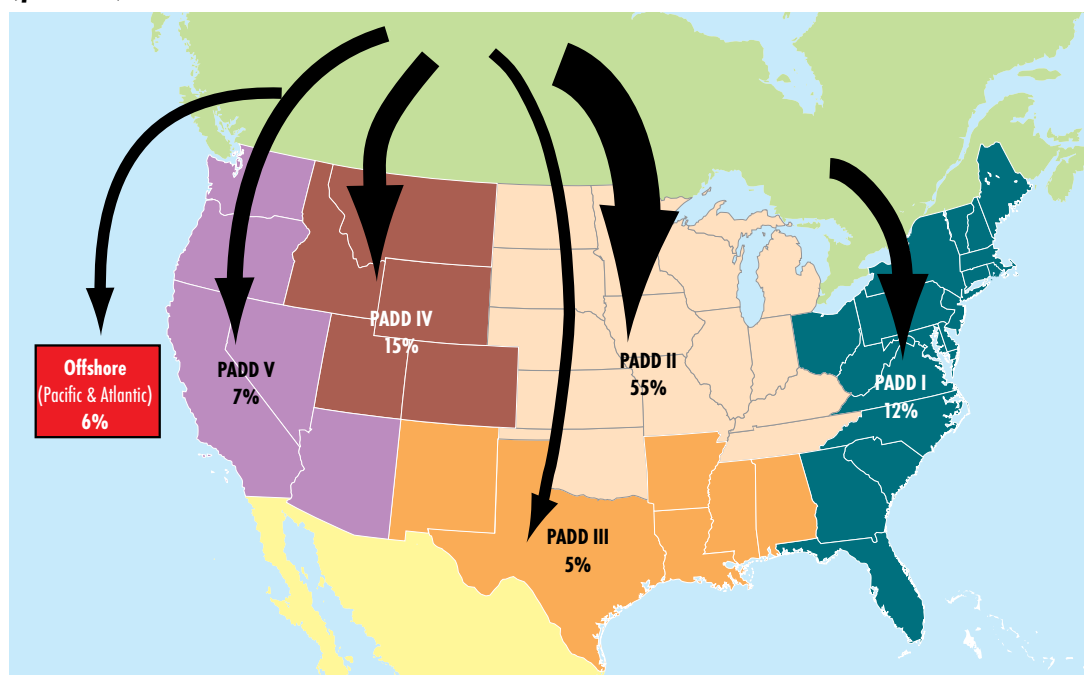 Offshore
(Pacific & Atlantic)
6%
PADD V
7%
PADD IV
15%
PADD II
55%
PADD I
12%
PADD III
5%